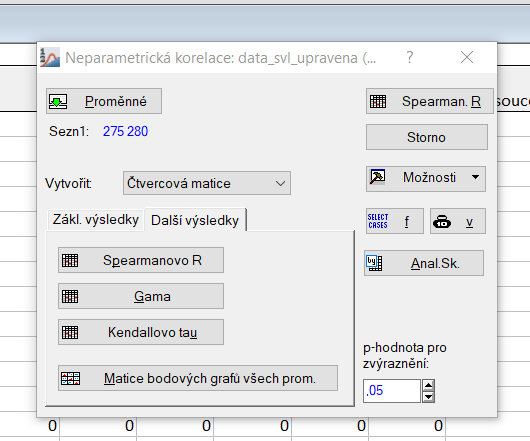 Neparametrická korelace: data_svl_upravena (... ? ×
Proměnné
Spearman. R
Sezn1: 275 280
Storno
Vytvořit: Čtvercová matice
Možnosti
Zákl. výsledky Další výsledky
SELECT CASES f v
Spearmanovo R
by Anal.Sk.
Gama
Kendallovo tau
p-hodnota pro
zvýraznění:
Matice bodových grafů všech prom.
.05
souc
0 0 0 0 0 0